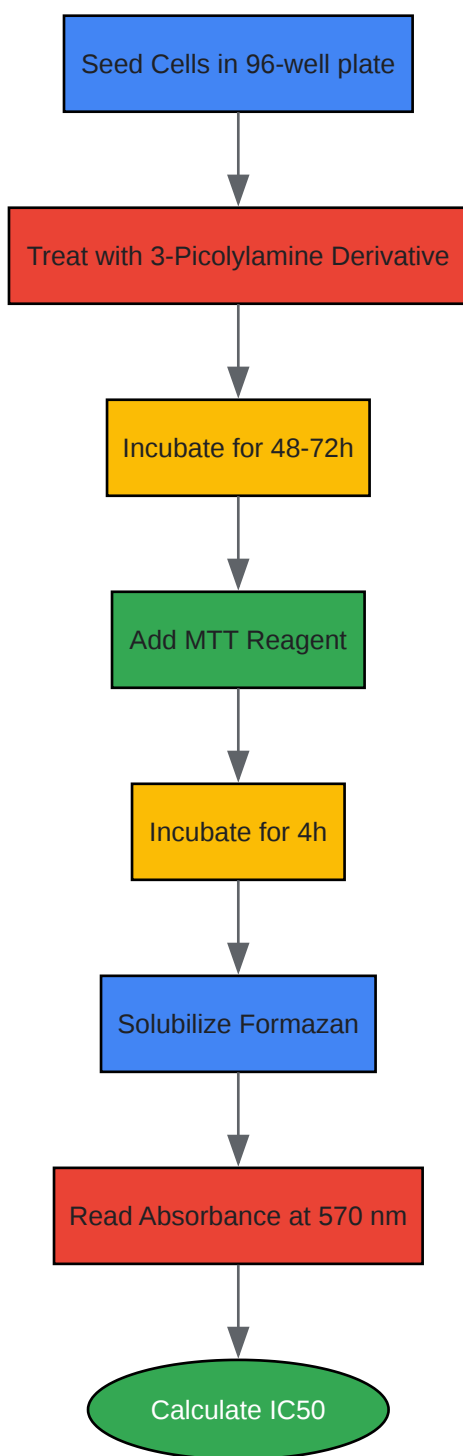 Seed Cells in 96-well plate
Treat with 3-Picolylamine Derivative
Incubate for 48-72h
Add MTT Reagent
Incubate for 4h
Solubilize Formazan
Read Absorbance at 570 nm
Calculate IC50